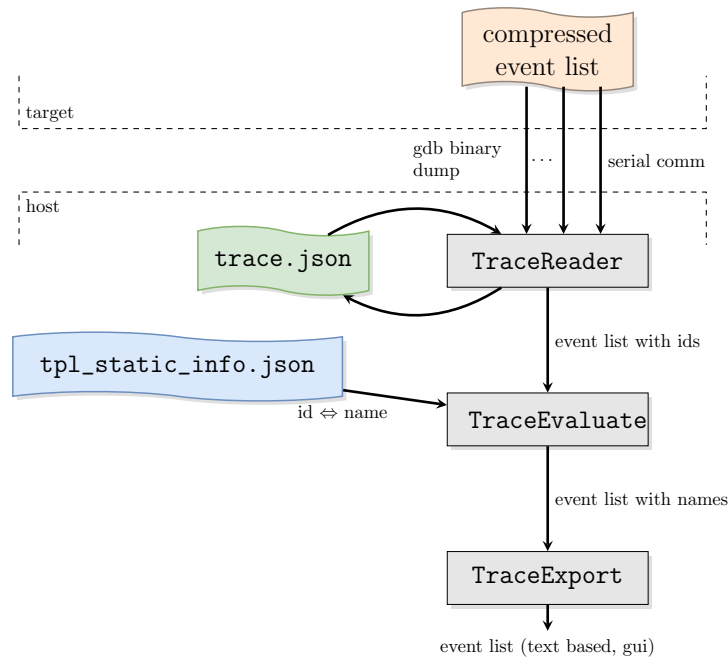 compressed
event list
target
gdb binary
dump
...
serial comm
host
trace.json
TraceReader
event list with ids
tpl_static_info.json
id ⇔ name
TraceEvaluate
event list with names
TraceExport
event list (text based, gui)